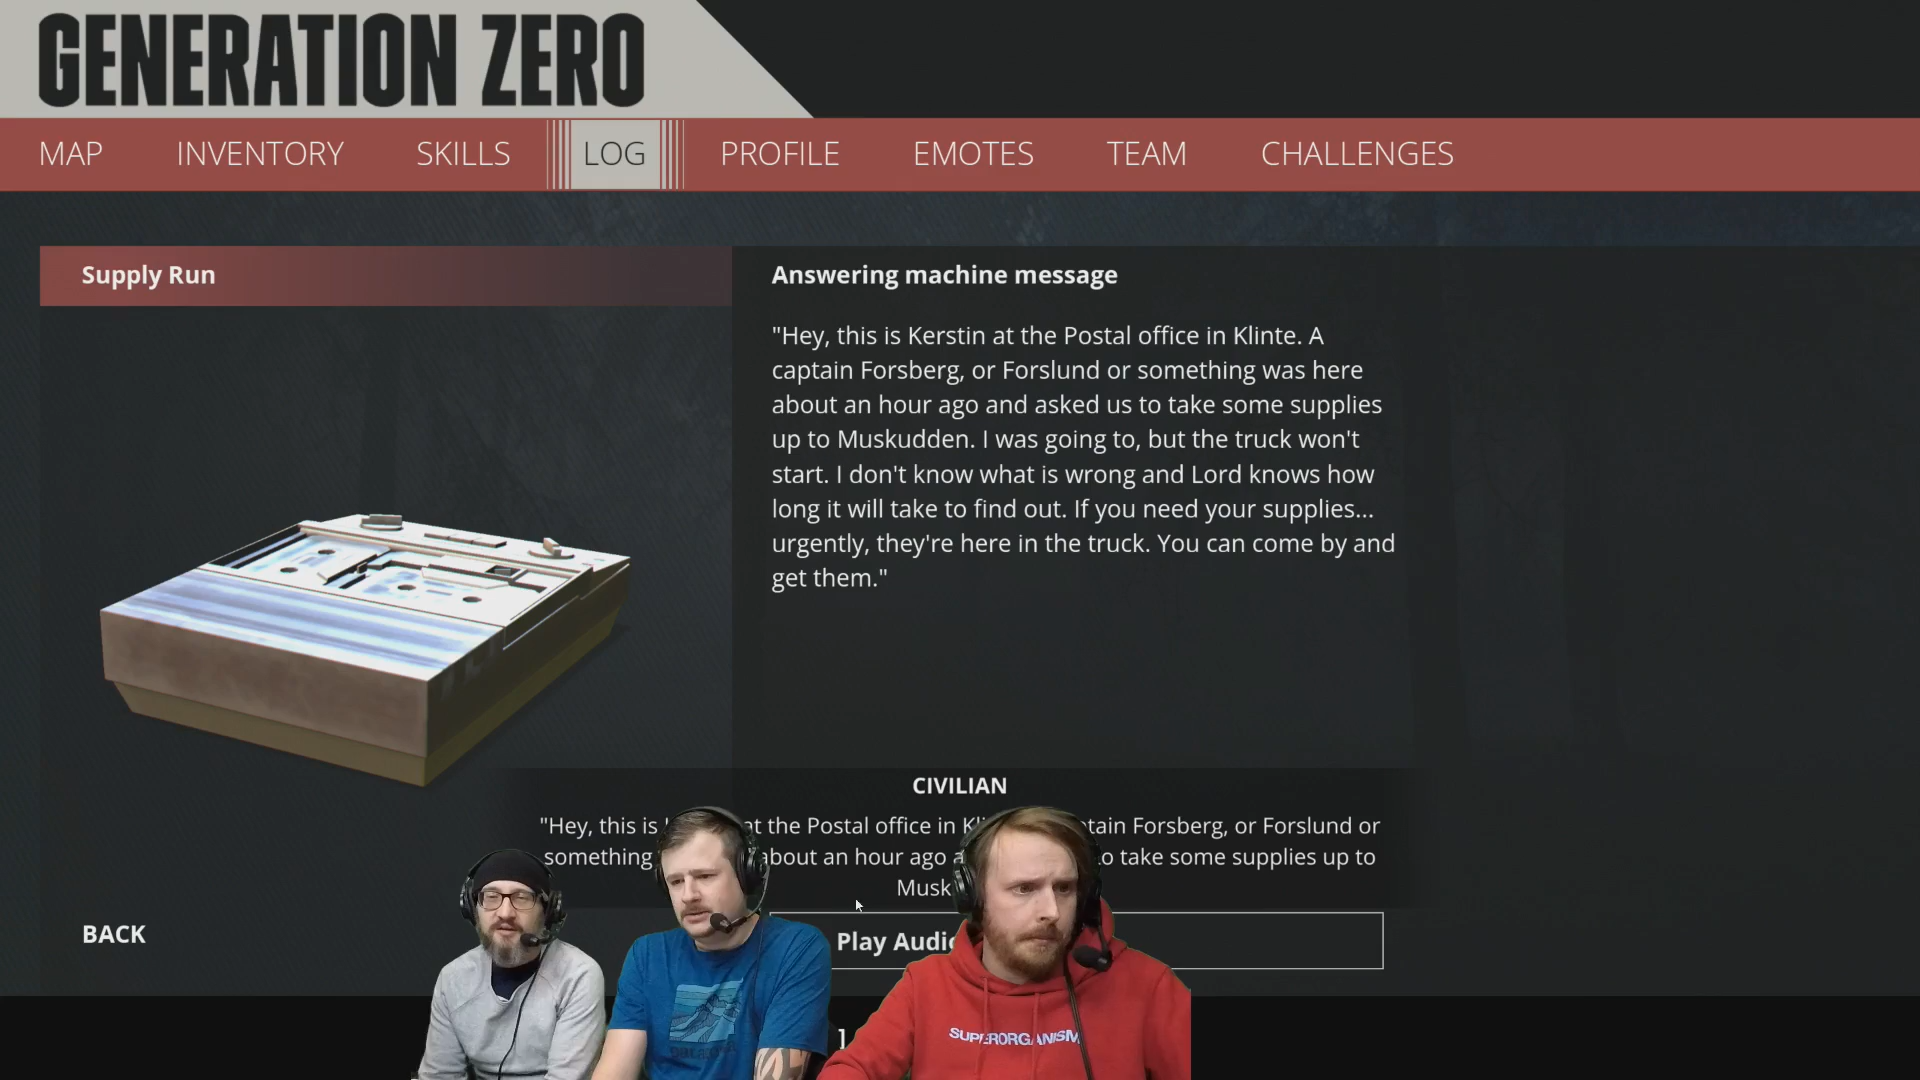 GENERATION ZERO
MAP INVENTORY SKILLS LOG PROFILE EMOTES TEAM CHALLENGES
Supply Run
Answering machine message
"Hey, this is Kerstin at the Postal office in Klinte. A
captain Forsberg, or Forslund or something was here
about an hour ago and asked us to take some supplies
up to Muskudden. I was going to, but the truck won't
start. I don't know what is wrong and Lord knows how
long it will take to find out. If you need your supplies...
urgently, they're here in the truck. You can come by and
get them."
CIVILIAN
"Hey, this is at the Postal office in Forsberg, or Forslund or
something about an hour ago to take some supplies up to
Musk
BACK
Play Audio
]
SUPERORGANISM